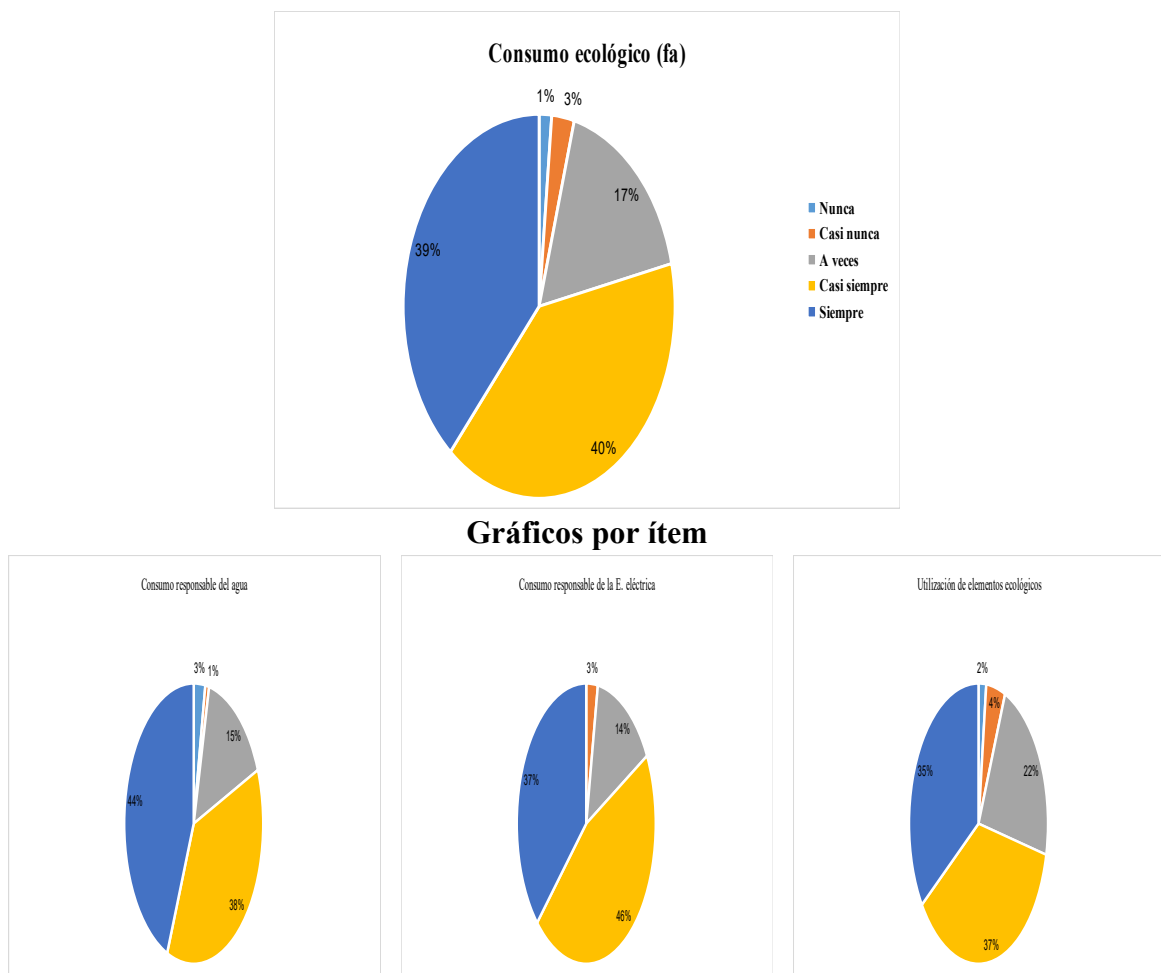 Consumo ecológico (fa)
1%
3%
17%
39%
40%
Nunca
Casi nunca
A veces
Casi siempre
Siempre
Gráficos por ítem
Consumo responsable del agua
3%
1%
15%
44%
38%
Consumo responsable de la E. eléctrica
3%
14%
37%
46%
Utilización de elementos ecológicos
2%
4%
22%
35%
37%